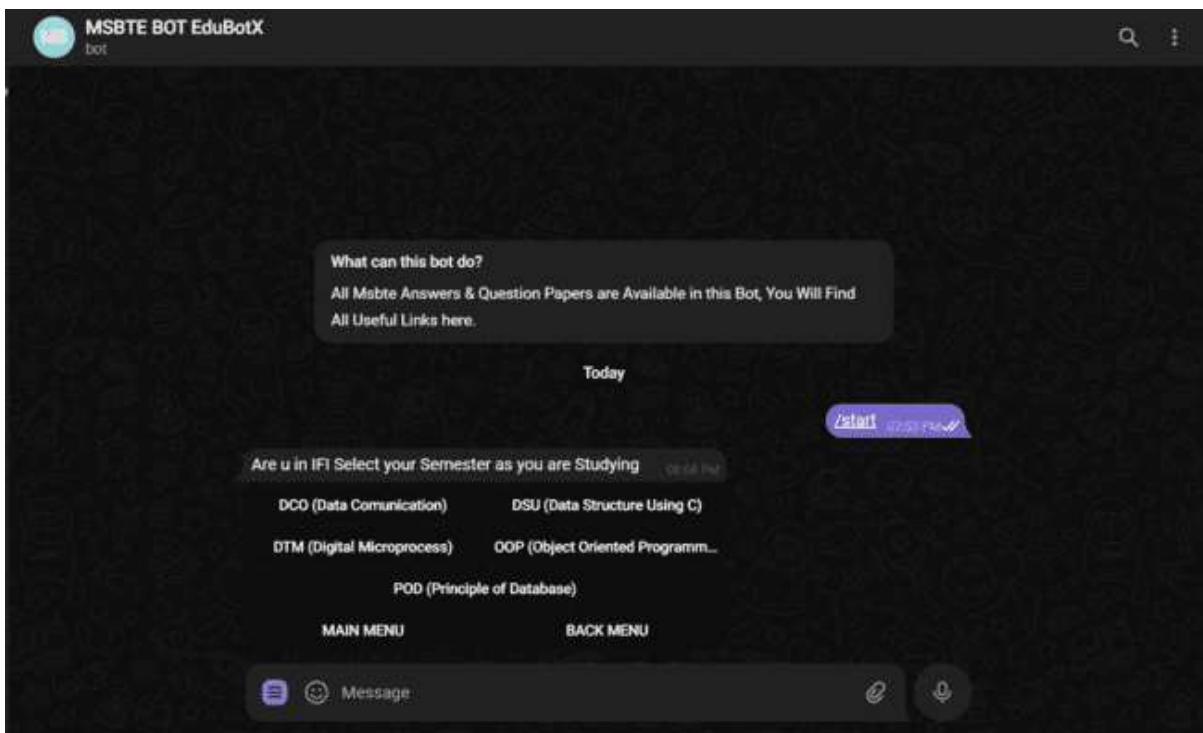 MSBTE BOT EduBotX
bot
What can this bot do?
All Msbte Answers & Question Papers are Available in this Bot, You Will Find
All Useful Links here.
Today
/start
Are u in IFI Select your Semester as you are Studying
DCO (Data Comunication) DSU (Data Structure Using C)
DTM (Digital Microprocess) OOP (Object Oriented Programm...
POD (Principle of Database)
MAIN MENU BACK MENU
Message